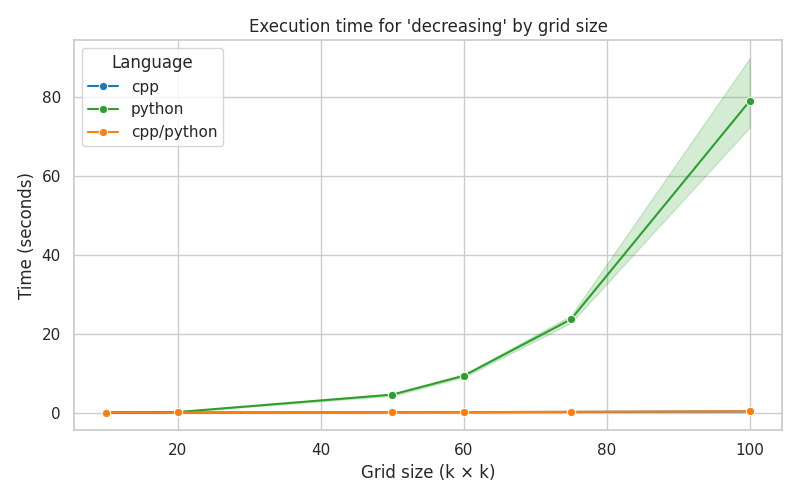 Execution time for 'decreasing' by grid size
Language
cpp
python
cpp/python
Time (seconds)
80
60
40
20
0
20
40
60
80
100
Grid size (k × k)